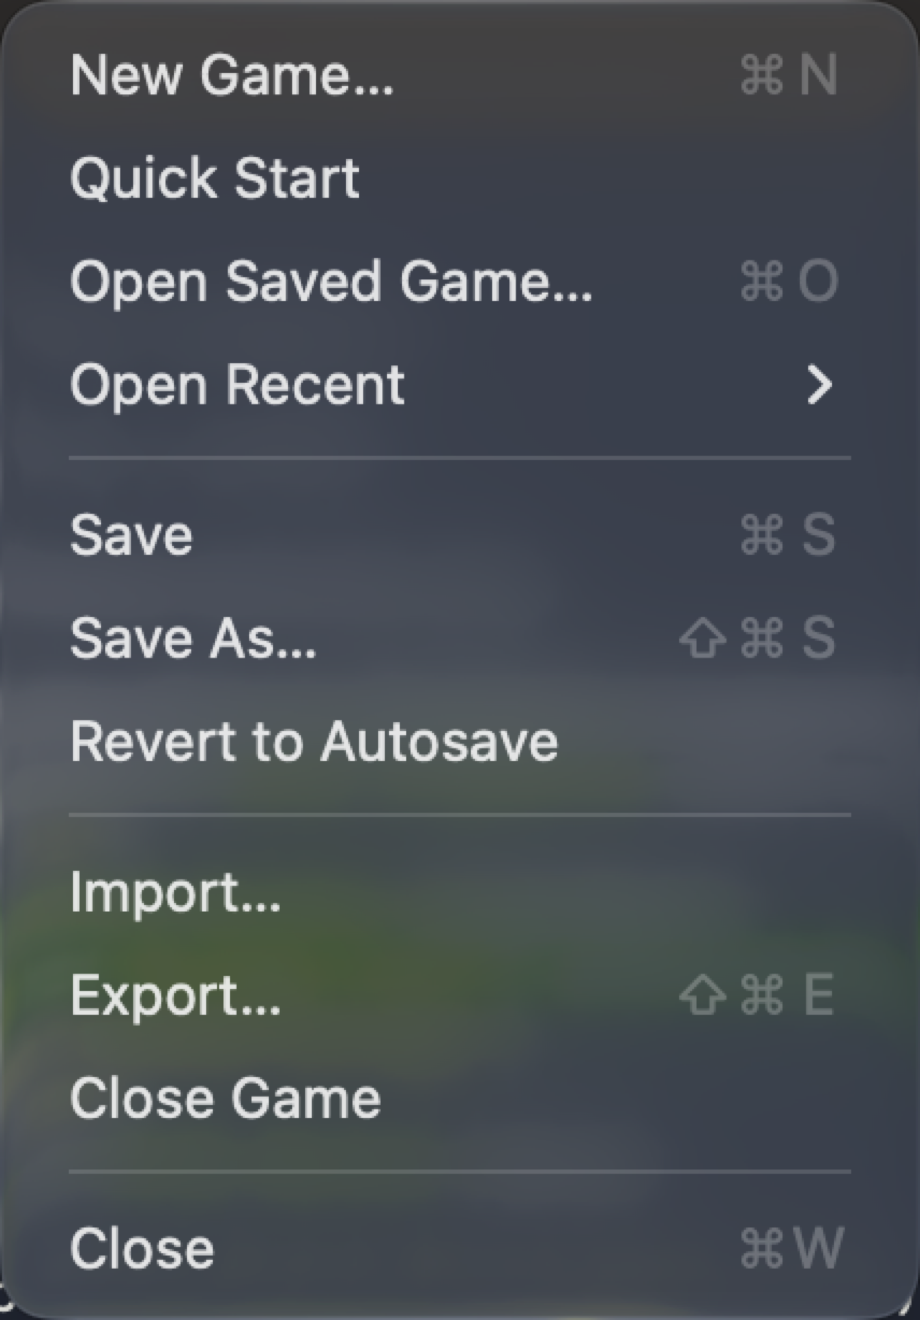 New Game... ⌘ N
Quick Start
Open Saved Game... ⌘ O
Open Recent >
Save ⌘ S
Save As... ⇧ ⌘ S
Revert to Autosave
Import...
Export... ⇧ ⌘ E
Close Game
Close ⌘ W